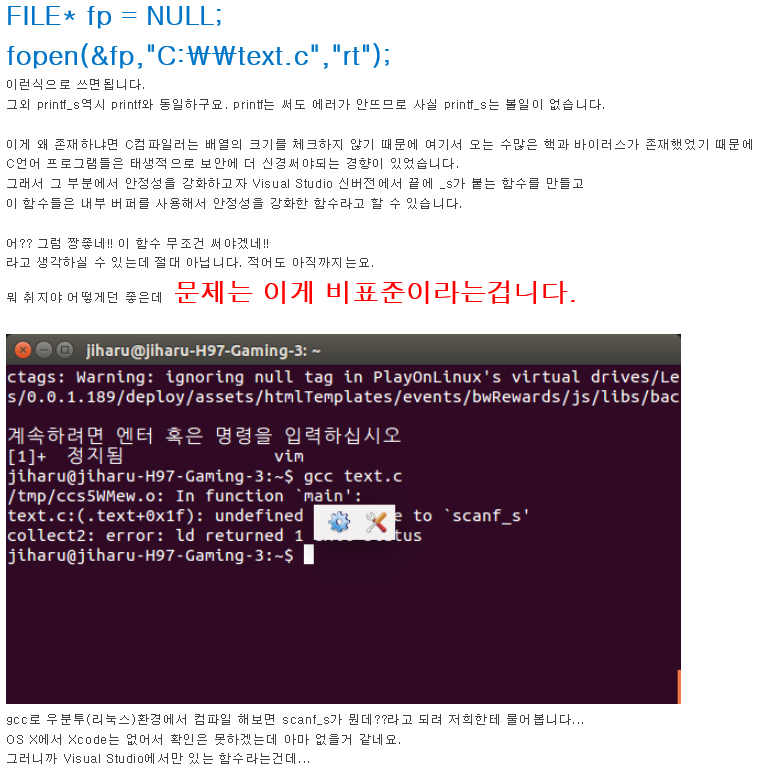 FILE* fp = NULL;
fopen(&fp,"C:₩₩text.c","rt");
이런식으로 쓰면됩니다.
그외 printf_s역시 printf와 동일하구요. printf는 써도 에러가 안뜨므로 사실 printf_s는 볼일이 없습니다.
이게 왜 존재하냐면 C컴파일러는 배열의 크기를 체크하지 않기 때문에 여기서 오는 수많은 핵과 바이러스가 존재했었기 때문에
C언어 프로그램들은 태생적으로 보안에 더 신경써야되는 경향이 있었습니다.
그래서 그 부분에서 안정성을 강화하고자 Visual Studio 신버전에서 끝에 _s가 붙는 함수를 만들고
이 함수들은 내부 버퍼를 사용해서 안정성을 강화한 함수라고 할 수 있습니다.
어?? 그럼 짱좋네!! 이 함수 무조건 써야겠네!!
라고 생각하실 수 있는데 절대 아닙니다. 적어도 아직까지는요.
뭐 취지야 어떻게던 좋은데 문제는 이게 비표준이라는겁니다.
jiharu@jiharu-H97-Gaming-3: ~
ctags: Warning: ignoring null tag in PlayOnLinux's virtual drives/Le
s/0.0.1.189/deploy/assets/htmlTemplates/events/bwRewards/js/libs/bac
계속하려면 엔터 혹은 명령을 입력하십시오
[1]+ 정지됨 vim
jiharu@jiharu-H97-Gaming-3:~$ gcc text.c
/tmp/ccs5WMew.o: In function `main':
text.c:(.text+0x1f): undefined to `scanf_s'
collect2: error: ld returned 1
jiharu@jiharu-H97-Gaming-3:~$
gcc로 우분투(리눅스)환경에서 컴파일 해보면 scanf_s가 뭔데??라고 되려 저희한테 물어봅니다...
OS X에서 Xcode는 없어서 확인은 못하겠는데 아마 없을거 같네요.
그러니까 Visual Studio에서만 있는 함수라는건데...